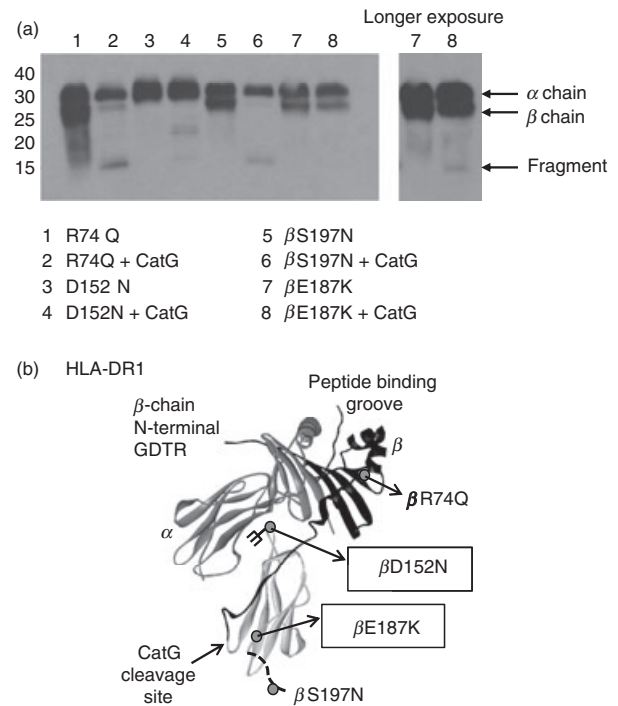 (a)
Longer exposure
1 2 3 4 5 6 7 8 7 8
40
30
25
20
15
α chain
β chain
Fragment
1 R74 Q
2 R74Q + CatG
3 D152 N
4 D152N + CatG
5 βS197N
6 βS197N + CatG
7 βE187K
8 βE187K + CatG
(b) HLA-DR1
β-chain
N-terminal
GDTR
Peptide binding
groove
β
βR74Q
α
βD152N
βE187K
CatG
cleavage
site
βS197N